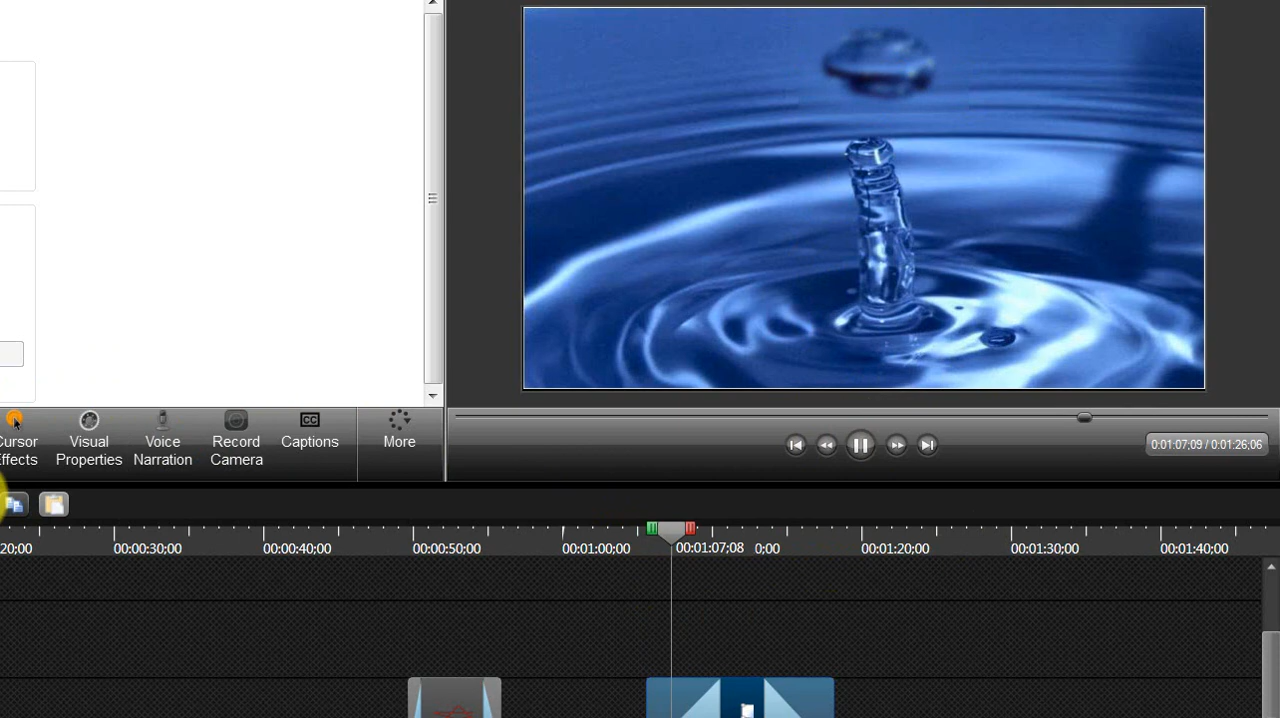 Cursor
Effects
Visual
Properties
Voice
Narration
Record
Camera
CC
Captions
More
0:01:07;09 / 0:01:26;06
20;00
00:00:30;00
00:00:40;00
00:00:50;00
00:01:00;00
00:01:07;08
0;00
00:01:20;00
00:01:30;00
00:01:40;00